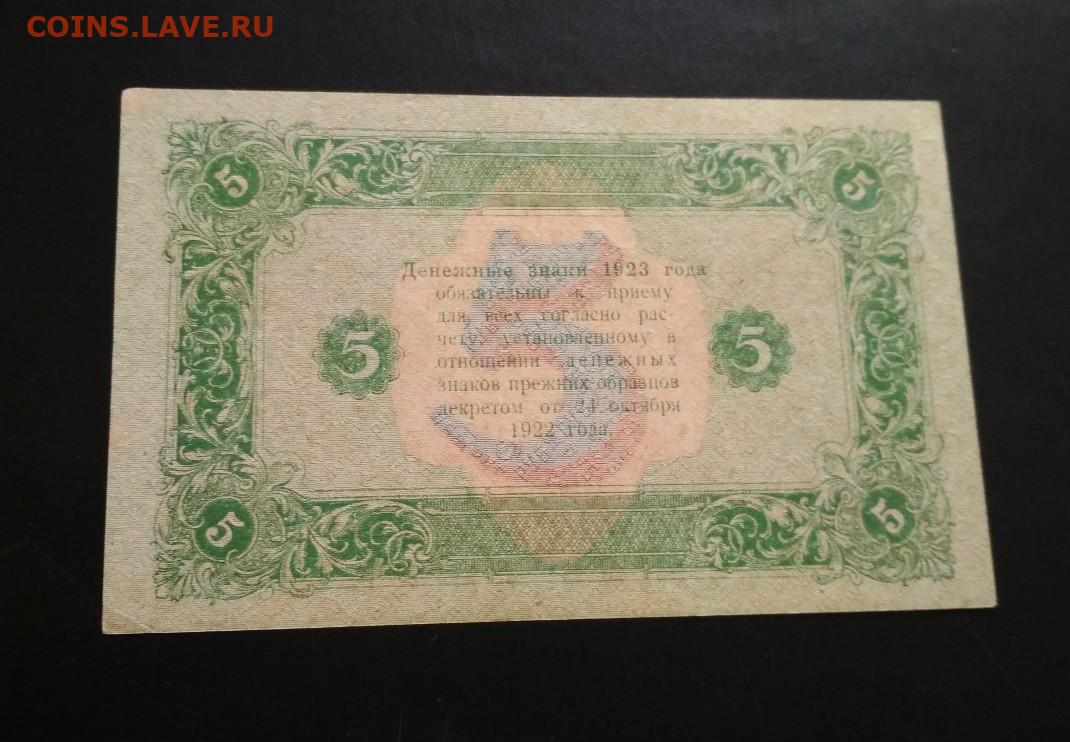 COINS.LAVE.RU
5 5
Денежные знаки 1923 года
обязательны к приему
для всех согласно рас-
чету, установленному в
отношении денежных
знаков прежних образцов
декретом от 24 октября
1922 года.
5 5 5
5 5